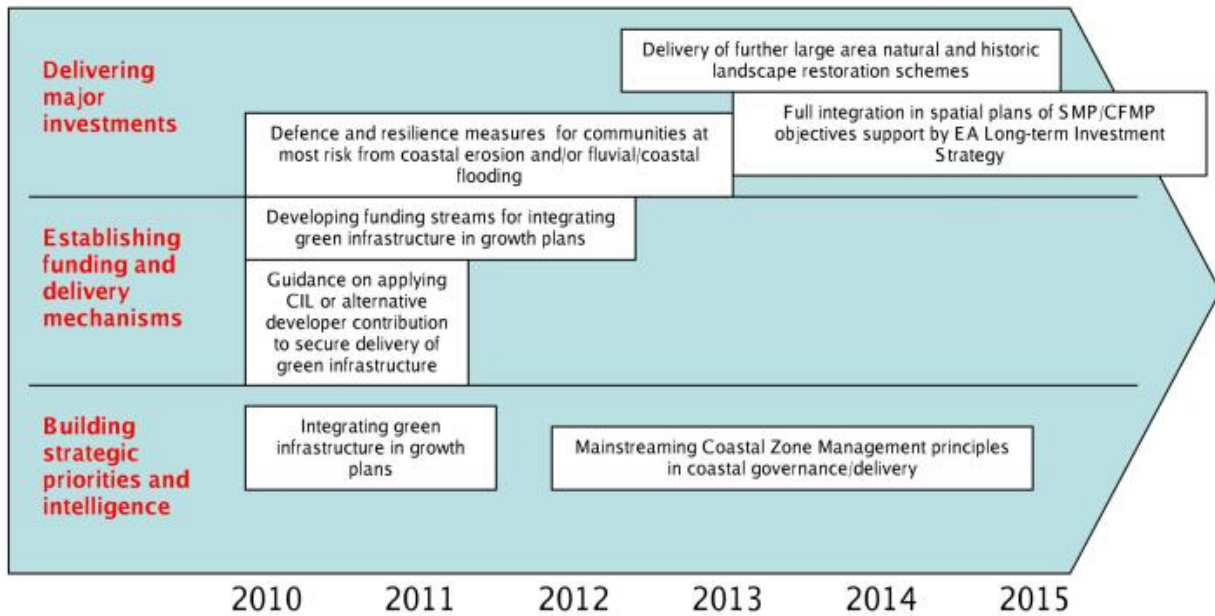 Delivering
major
investments
Delivery of further large area natural and historic
landscape restoration schemes
Full integration in spatial plans of SMP/CFMP
objectives support by EA Long-term Investment
Strategy
Defence and resilience measures for communities at
most risk from coastal erosion and/or fluvial/coastal
flooding
Establishing
funding and
delivery
mechanisms
Developing funding streams for integrating
green infrastructure in growth plans
Guidance on applying
CIL or alternative
developer contribution
to secure delivery of
green infrastructure
Building
strategic
priorities and
intelligence
Integrating green
infrastructure in growth
plans
Mainstreaming Coastal Zone Management principles
in coastal governance/delivery
2010 2011 2012 2013 2014 2015